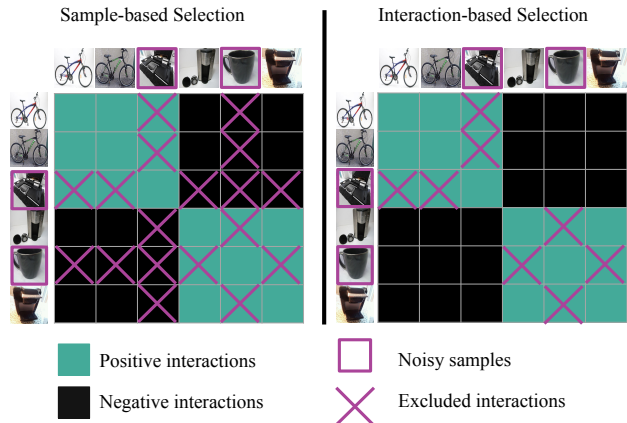 Sample-based Selection
Interaction-based Selection
Positive interactions
Noisy samples
Negative interactions
Excluded interactions